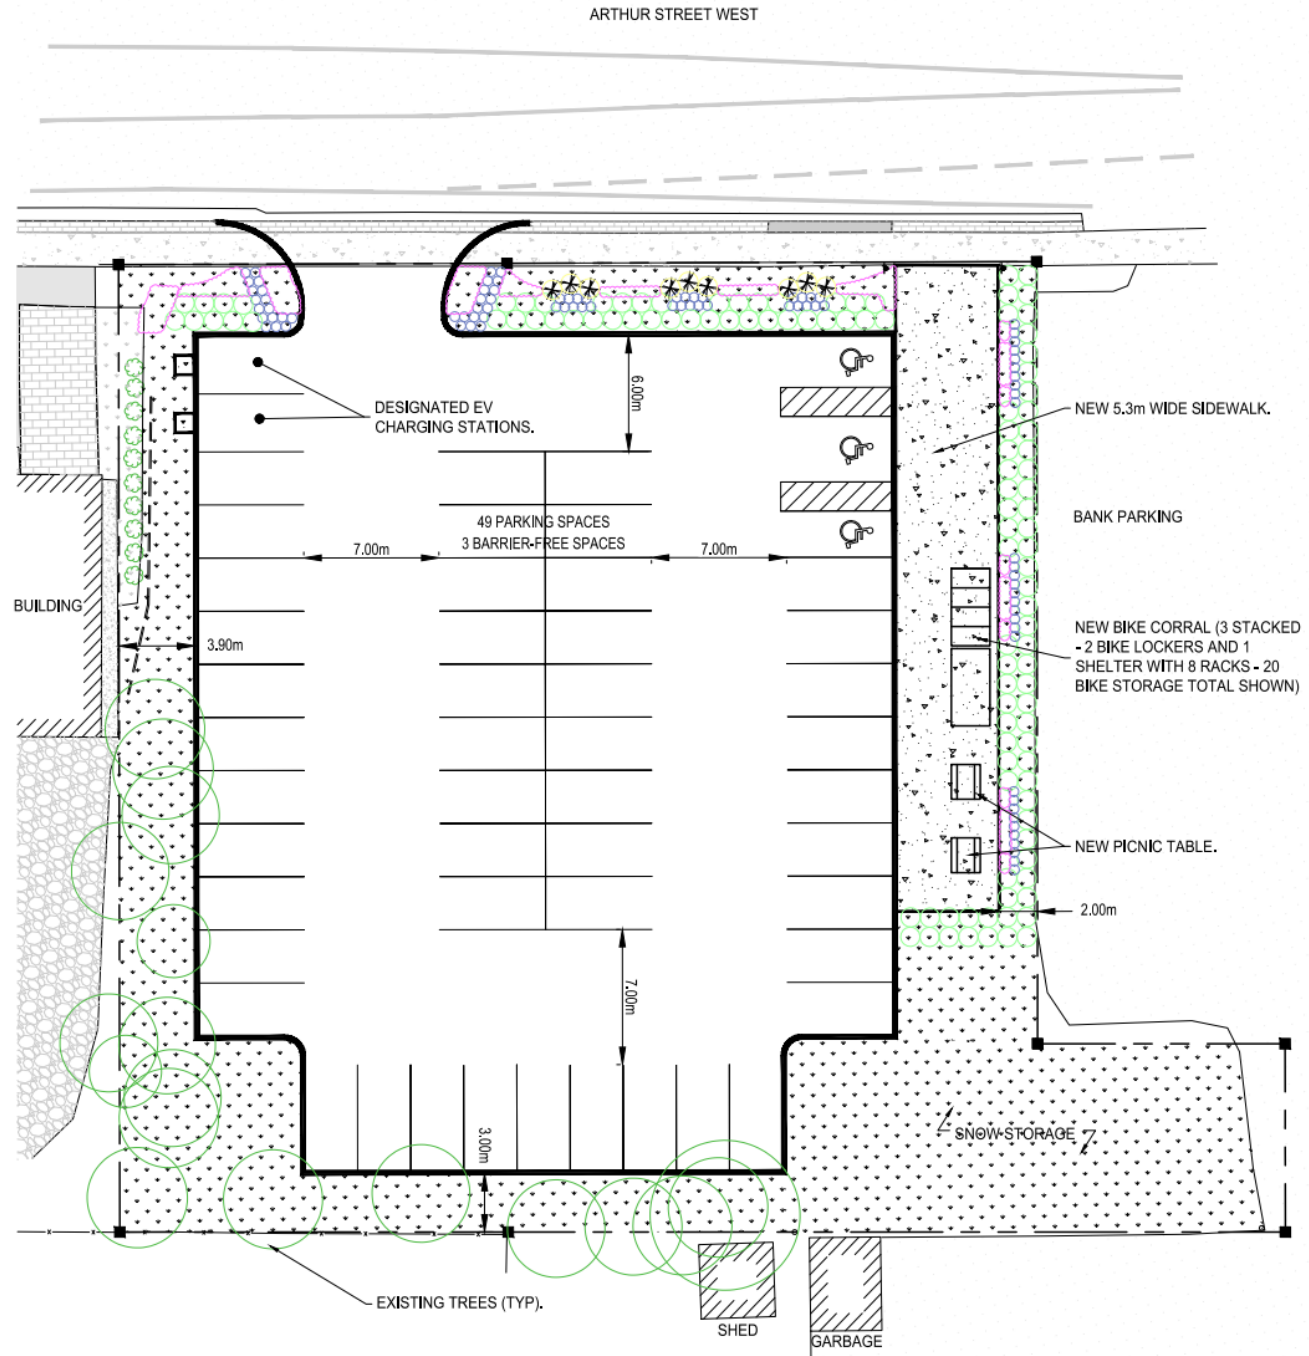 ARTHUR STREET WEST
6.00m
DESIGNATED EV
CHARGING STATIONS.
NEW 5.3m WIDE SIDEWALK.
49 PARKING SPACES
3 BARRIER-FREE SPACES
BANK PARKING
7.00m
7.00m
BUILDING
3.90m
NEW BIKE CORRAL (3 STACKED
- 2 BIKE LOCKERS AND 1
SHELTER WITH 8 RACKS - 20
BIKE STORAGE TOTAL SHOWN)
NEW PICNIC TABLE.
2.00m
7.00m
SNOW STORAGE
3.00m
EXISTING TREES (TYP).
SHED
GARBAGE